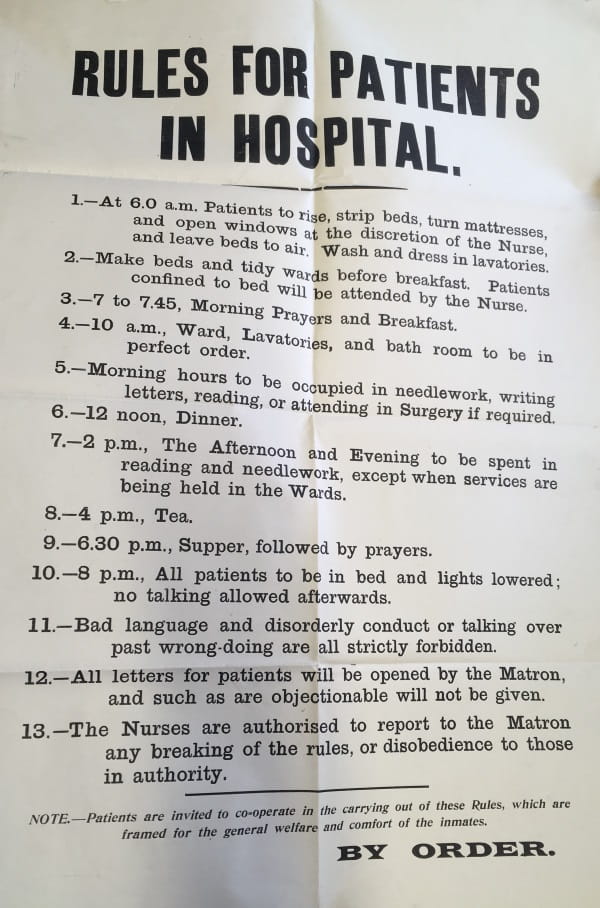 RULES FOR PATIENTS
IN HOSPITAL.
1.—At 6.0 a.m. Patients to rise, strip beds, turn mattresses,
and open windows at the discretion of the Nurse,
and leave beds to air. Wash and dress in lavatories.
2.—Make beds and tidy wards before breakfast. Patients
confined to bed will be attended by the Nurse.
3.—7 to 7.45, Morning Prayers and Breakfast.
4.—10 a.m., Ward, Lavatories, and bath room to be in
perfect order.
5.—Morning hours to be occupied in needlework, writing
letters, reading, or attending in Surgery if required.
6.—12 noon, Dinner.
7.—2 p.m., The Afternoon and Evening to be spent in
reading and needlework, except when services are
being held in the Wards.
8.—4 p.m., Tea.
9.—6.30 p.m., Supper, followed by prayers.
10.—8 p.m., All patients to be in bed and lights lowered;
no talking allowed afterwards.
11.—Bad language and disorderly conduct or talking over
past wrong-doing are all strictly forbidden.
12.—All letters for patients will be opened by the Matron,
and such as are objectionable will not be given.
13.—The Nurses are authorised to report to the Matron
any breaking of the rules, or disobedience to those
in authority.
NOTE.—Patients are invited to co-operate in the carrying out of these Rules, which are
framed for the general welfare and comfort of the inmates.
BY ORDER.